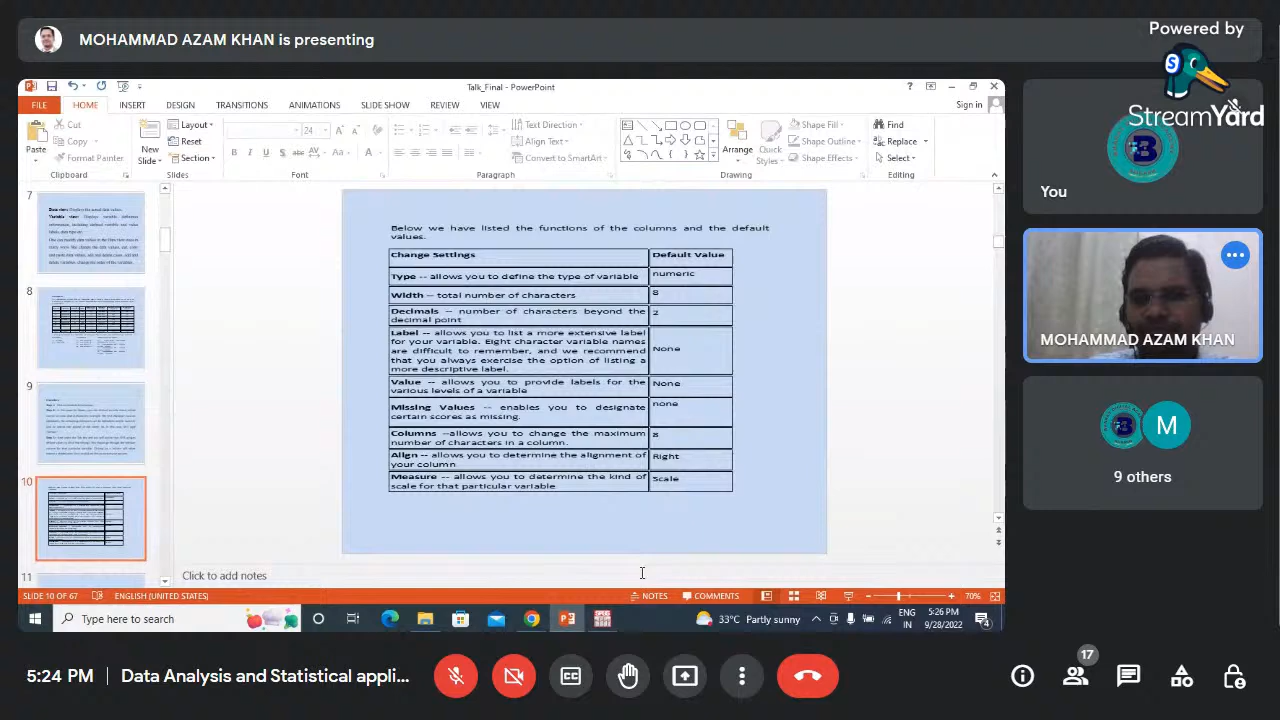 MOHAMMAD AZAM KHAN is presenting
Powered by
StreamYard
Talk_Final - PowerPoint
Sign in
FILE HOME INSERT DESIGN TRANSITIONS ANIMATIONS SLIDE SHOW REVIEW VIEW
Paste
Cut
Copy
Format Painter
Clipboard
New
Slide
Layout
Reset
Section
Slides
24
B I U S abc AV Aa A
Font
Text Direction
Align Text
Convert to SmartArt
Paragraph
Arrange
Quick
Styles
Shape Fill
Shape Outline
Shape Effects
Drawing
Find
Replace
Select
Editing
7
8
9
10
11
Below we have listed the functions of the columns and the default
values.
Change Settings Default Value
Type -- allows you to define the type of variable numeric
Width -- total number of characters 8
Decimals -- number of characters beyond the
decimal point 2
Label -- allows you to list a more extensive label
for your variable. Eight character variable names
are difficult to remember, and we recommend
that you always exercise the option of listing a
more descriptive label. None
Value -- allows you to provide labels for the
various levels of a variable None
Missing Values -- enables you to designate
certain scores as missing. none
Columns --allows you to change the maximum
number of characters in a column. 8
Align -- allows you to determine the alignment of
your column Right
Measure -- allows you to determine the kind of
scale for that particular variable Scale
Click to add notes
SLIDE 10 OF 67 ENGLISH (UNITED STATES) NOTES COMMENTS 70%
Type here to search
33°C Partly sunny
ENG
IN
5:26 PM
9/28/2022
4
You
MOHAMMAD AZAM KHAN
M
9 others
5:24 PM | Data Analysis and Statistical appli...
17